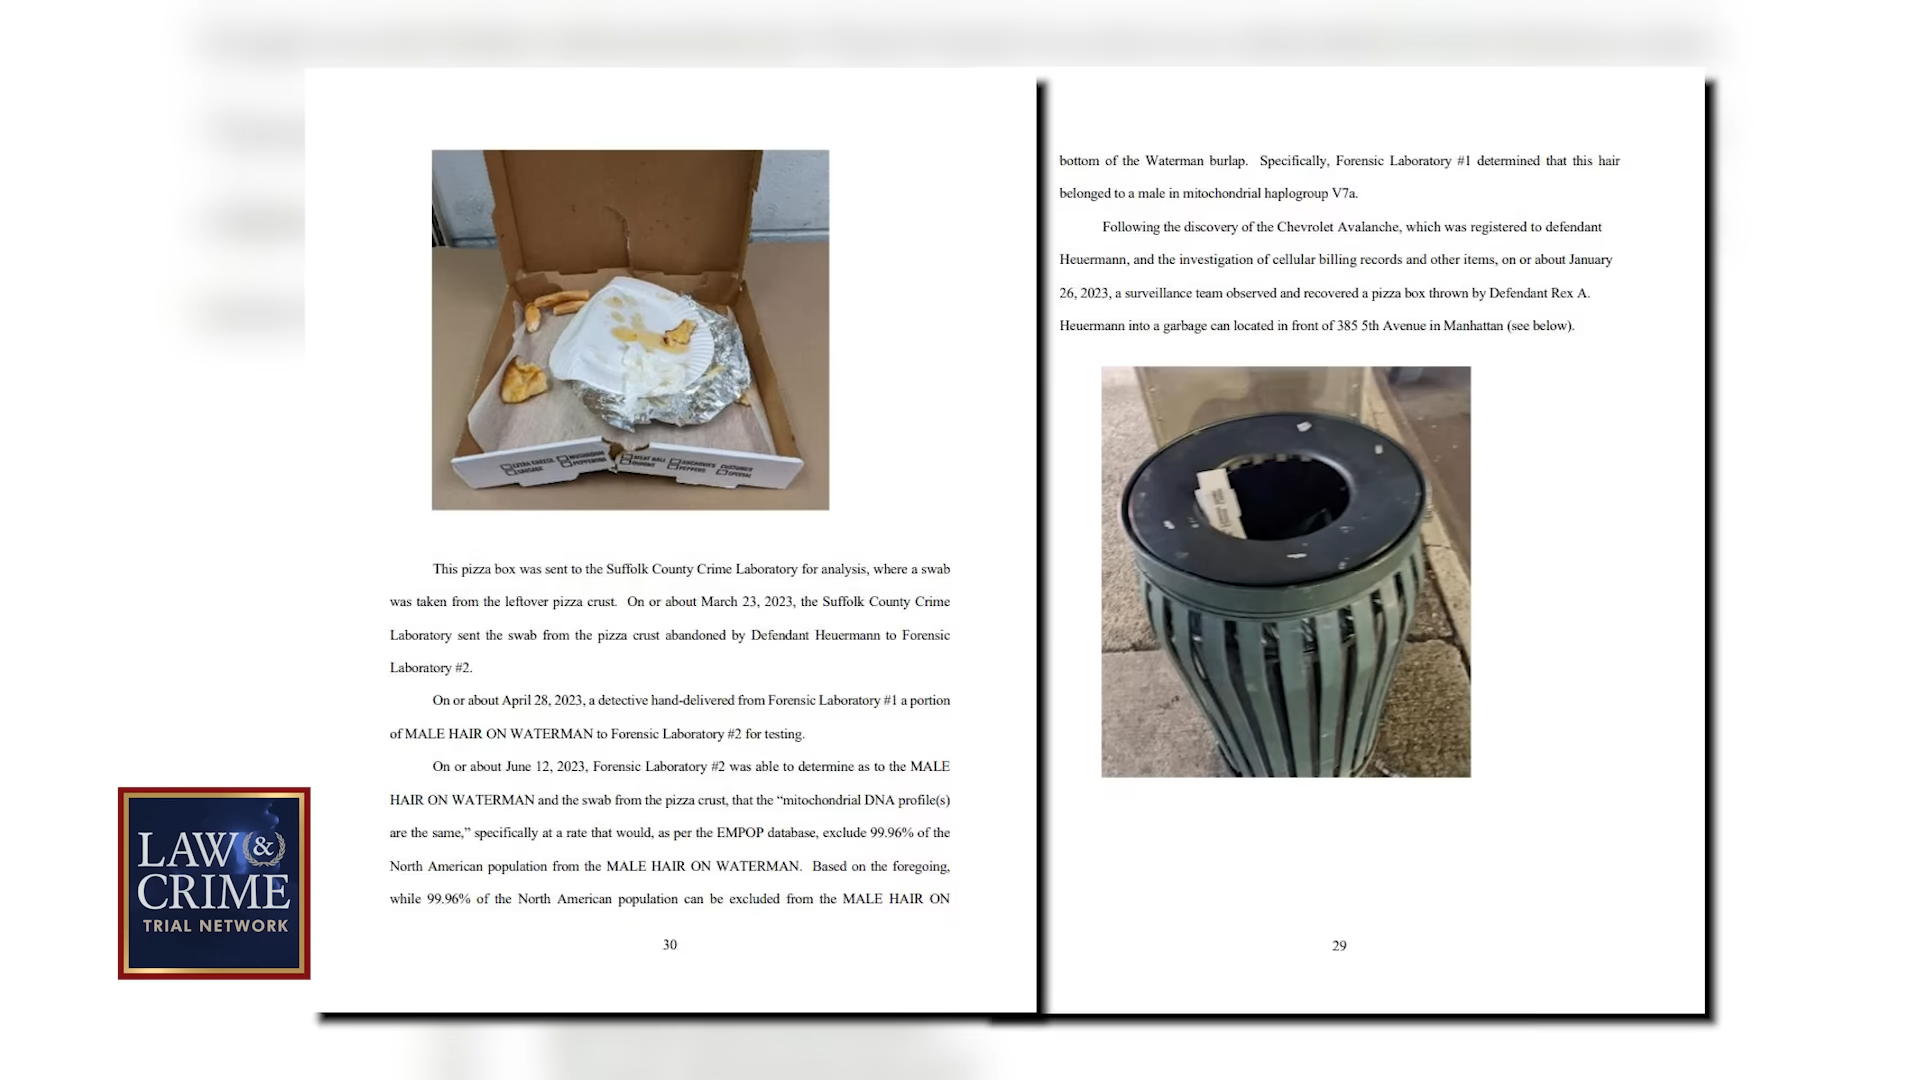 EXTRA CHEESE
SAUSAGE
MUSHROOM
PEPPERONI
MEAT BALL
ONIONS
ANCHOVIES
PEPPERS
CUSTOMER
SPECIAL
This pizza box was sent to the Suffolk County Crime Laboratory for analysis, where a swab
was taken from the leftover pizza crust. On or about March 23, 2023, the Suffolk County Crime
Laboratory sent the swab from the pizza crust abandoned by Defendant Heuermann to Forensic
Laboratory #2.
On or about April 28, 2023, a detective hand-delivered from Forensic Laboratory #1 a portion
of MALE HAIR ON WATERMAN to Forensic Laboratory #2 for testing.
On or about June 12, 2023, Forensic Laboratory #2 was able to determine as to the MALE
HAIR ON WATERMAN and the swab from the pizza crust, that the “mitochondrial DNA profile(s)
are the same,” specifically at a rate that would, as per the EMPOP database, exclude 99.96% of the
North American population from the MALE HAIR ON WATERMAN. Based on the foregoing,
while 99.96% of the North American population can be excluded from the MALE HAIR ON
30
bottom of the Waterman burlap. Specifically, Forensic Laboratory #1 determined that this hair
belonged to a male in mitochondrial haplogroup V7a.
Following the discovery of the Chevrolet Avalanche, which was registered to defendant
Heuermann, and the investigation of cellular billing records and other items, on or about January
26, 2023, a surveillance team observed and recovered a pizza box thrown by Defendant Rex A.
Heuermann into a garbage can located in front of 385 5th Avenue in Manhattan (see below).
29
LAW &
CRIME
TRIAL NETWORK